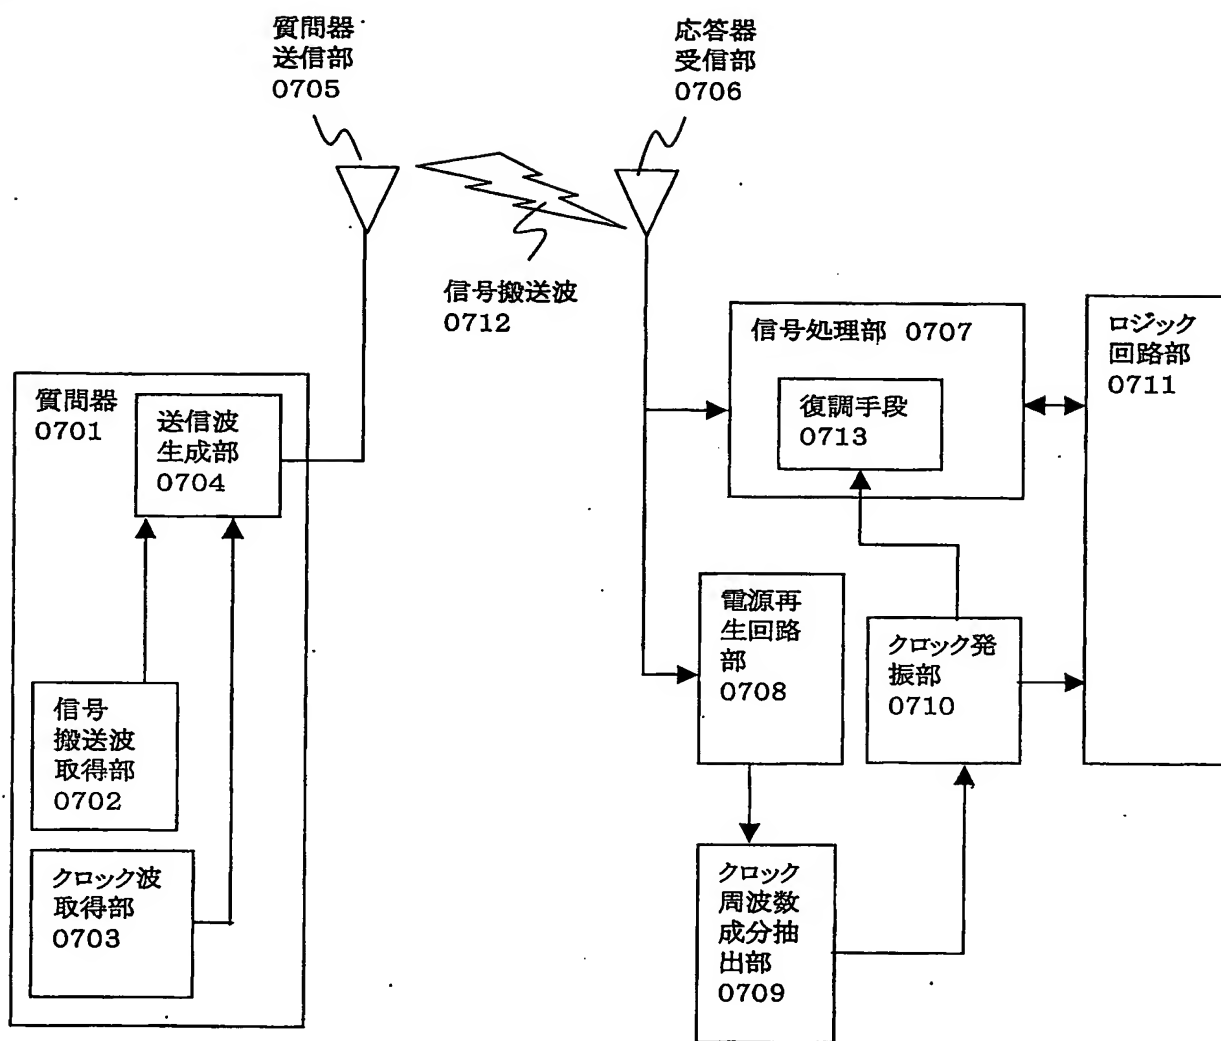 質問器
送信部
0705
応答器
受信部
0706
信号搬送波
0712
質問器
0701
送信波
生成部
0704
信号
搬送波
取得部
0702
クロック波
取得部
0703
信号処理部 0707
復調手段
0713
ロジック
回路部
0711
電源再
生回路
部
0708
クロック発
振部
0710
クロック
周波数
成分抽
出部
0709